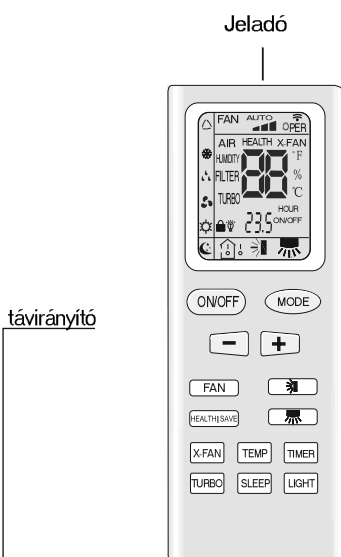 Jeladó
FAN AUTO OPER
AIR HEALTH X-FAN
HUMIDITY 88 °F
FILTER %
TURBO °C
HOUR
23.5 ON/OFF
ON/OFF MODE
távirányító
- +
FAN
HEALTH|SAVE
X-FAN TEMP TIMER
TURBO SLEEP LIGHT